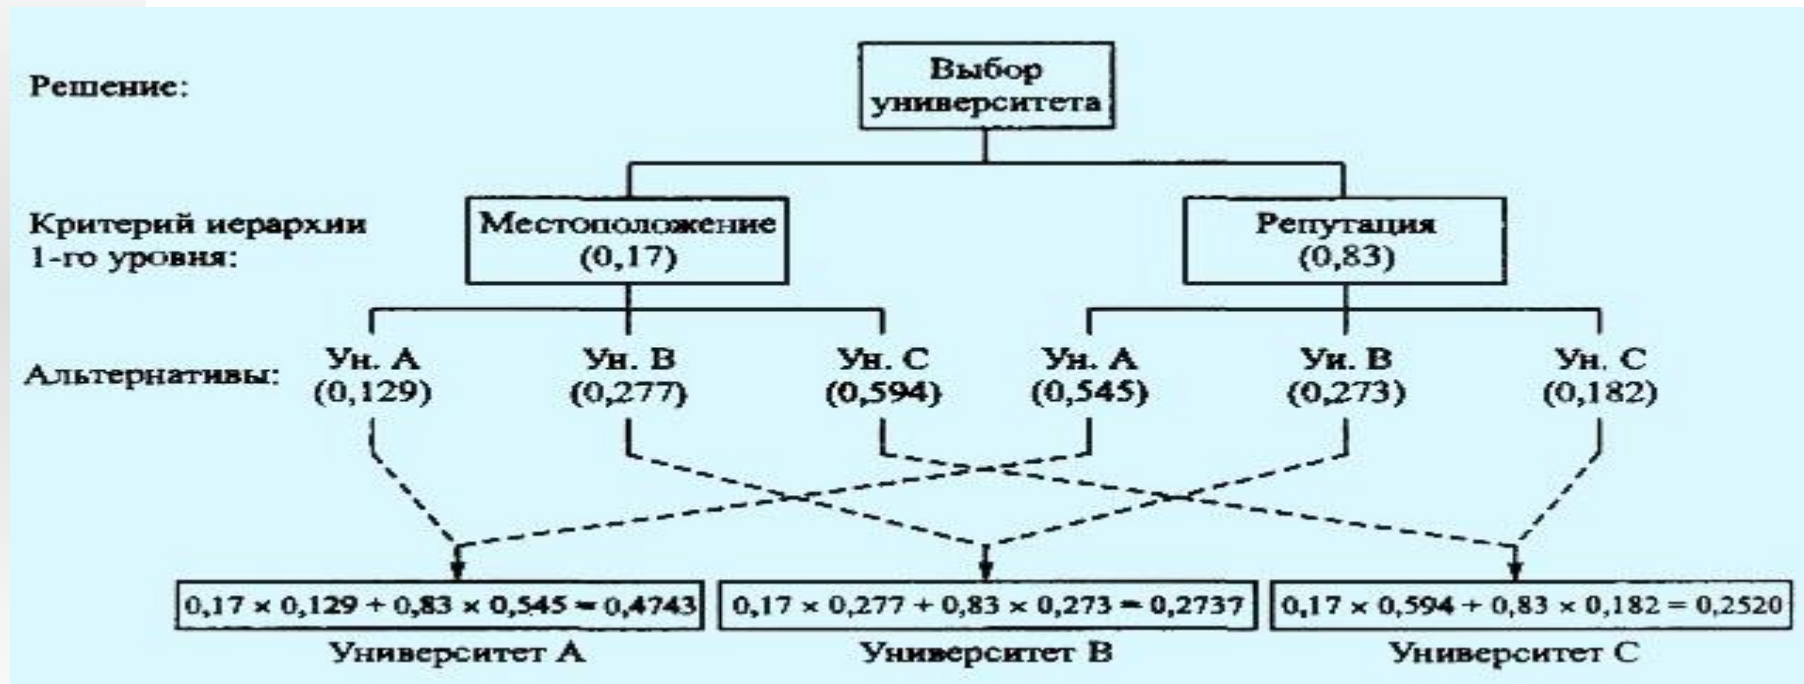 Решение:
Выбор
университета
Критерий иерархии
1-го уровня:
Местоположение
(0,17)
Репутация
(0,83)
Альтернативы:
Ун. А
(0,129)
Ун. В
(0,277)
Ун. С
(0,594)
Ун. А
(0,545)
Ун. В
(0,273)
Ун. С
(0,182)
0,17 × 0,129 + 0,83 × 0,545 = 0,4743
0,17 × 0,277 + 0,83 × 0,273 = 0,2737
0,17 × 0,594 + 0,83 × 0,182 = 0,2520
Университет А
Университет В
Университет С